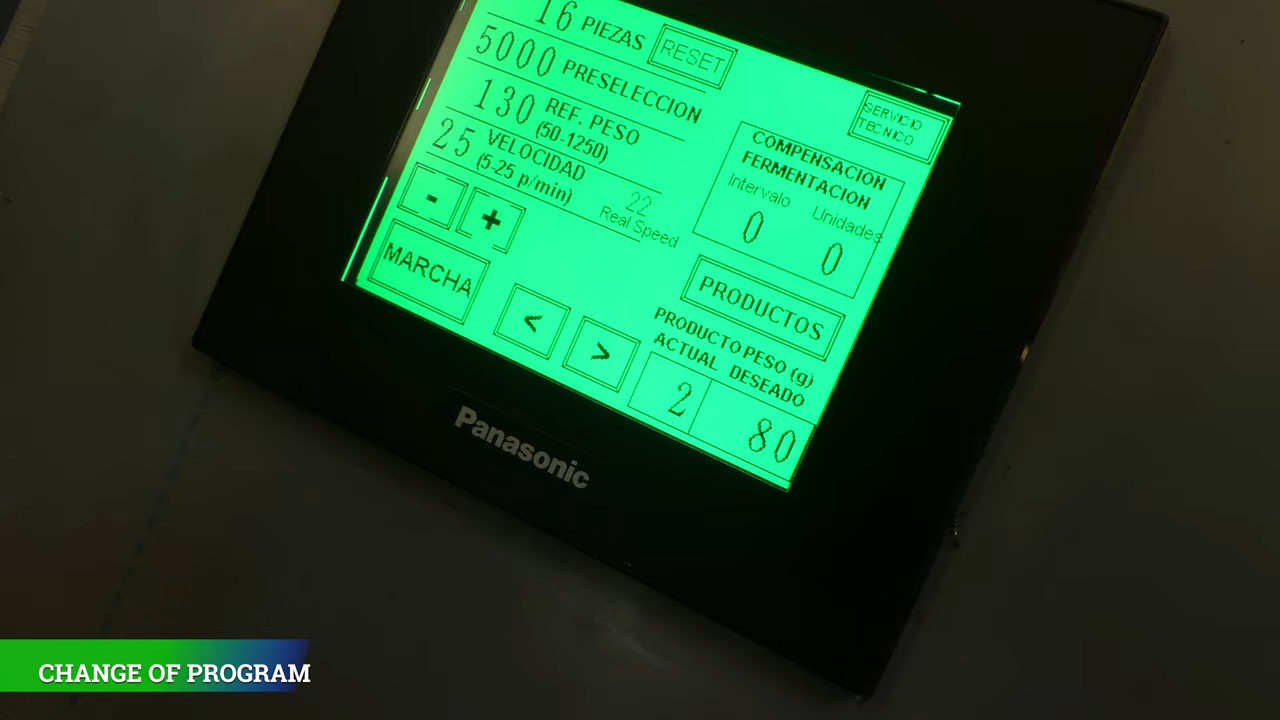 16 PIEZAS RESET
5000 PRESELECCION
130 REF. PESO
(50-1250)
25 VELOCIDAD
(5-25 p/min)
22
Real Speed
- +
MARCHA
< >
SERVICIO
TECNICO
COMPENSACION
FERMENTACION
Intervalo Unidades
0 0
PRODUCTOS
PRODUCTO PESO (g)
ACTUAL DESEADO
2 80
Panasonic
CHANGE OF PROGRAM